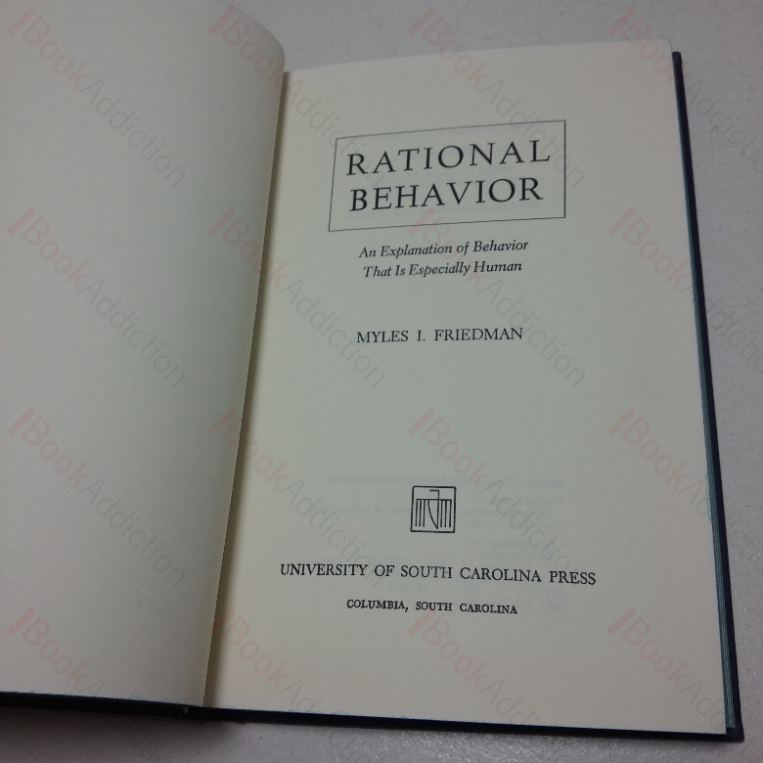 RATIONAL
BEHAVIOR
An Explanation of Behavior
That Is Especially Human
MYLES I. FRIEDMAN
UNIVERSITY OF SOUTH CAROLINA PRESS
COLUMBIA, SOUTH CAROLINA
BookAddiction